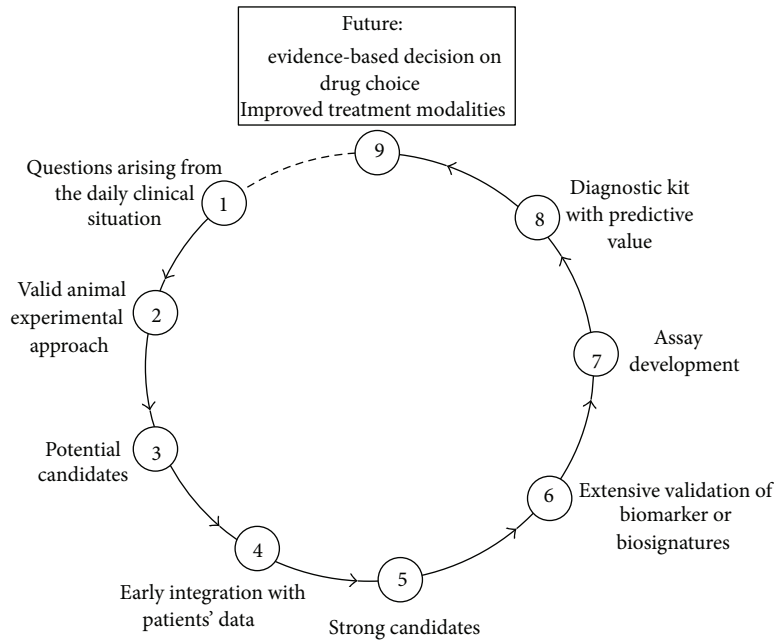 Future:
evidence-based decision on
drug choice
Improved treatment modalities
9
Questions arising from
the daily clinical
situation
1
Valid animal
experimental
approach
2
Potential
candidates
3
Early integration with
patients' data
4
Strong candidates
5
Extensive validation of
biomarker or
biosignatures
6
Assay
development
7
Diagnostic kit
with predictive
value
8